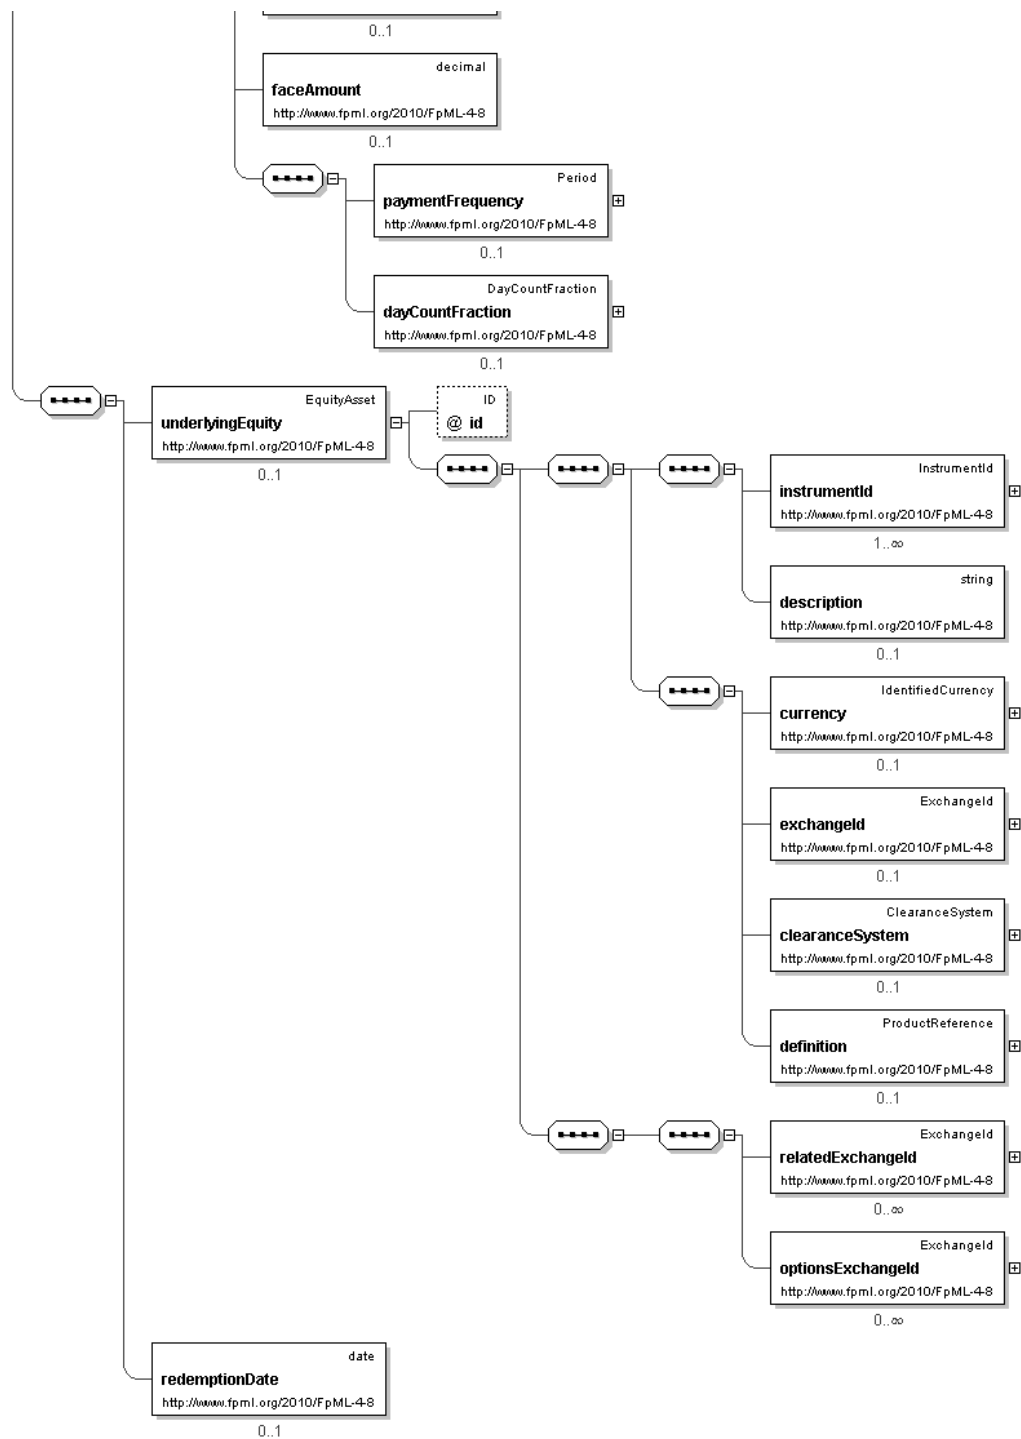 0..1
decimal
faceAmount
http://www.fpml.org/2010/FpML-4-8
0..1
Period
paymentFrequency
http://www.fpml.org/2010/FpML-4-8
0..1
DayCountFraction
dayCountFraction
http://www.fpml.org/2010/FpML-4-8
0..1
EquityAsset
underlyingEquity
http://www.fpml.org/2010/FpML-4-8
0..1
ID
@ id
InstrumentId
instrumentId
http://www.fpml.org/2010/FpML-4-8
1..∞
string
description
http://www.fpml.org/2010/FpML-4-8
0..1
IdentifiedCurrency
currency
http://www.fpml.org/2010/FpML-4-8
0..1
ExchangeId
exchangeId
http://www.fpml.org/2010/FpML-4-8
0..1
ClearanceSystem
clearanceSystem
http://www.fpml.org/2010/FpML-4-8
0..1
ProductReference
definition
http://www.fpml.org/2010/FpML-4-8
0..1
ExchangeId
relatedExchangeId
http://www.fpml.org/2010/FpML-4-8
0..∞
ExchangeId
optionsExchangeId
http://www.fpml.org/2010/FpML-4-8
0..∞
date
redemptionDate
http://www.fpml.org/2010/FpML-4-8
0..1